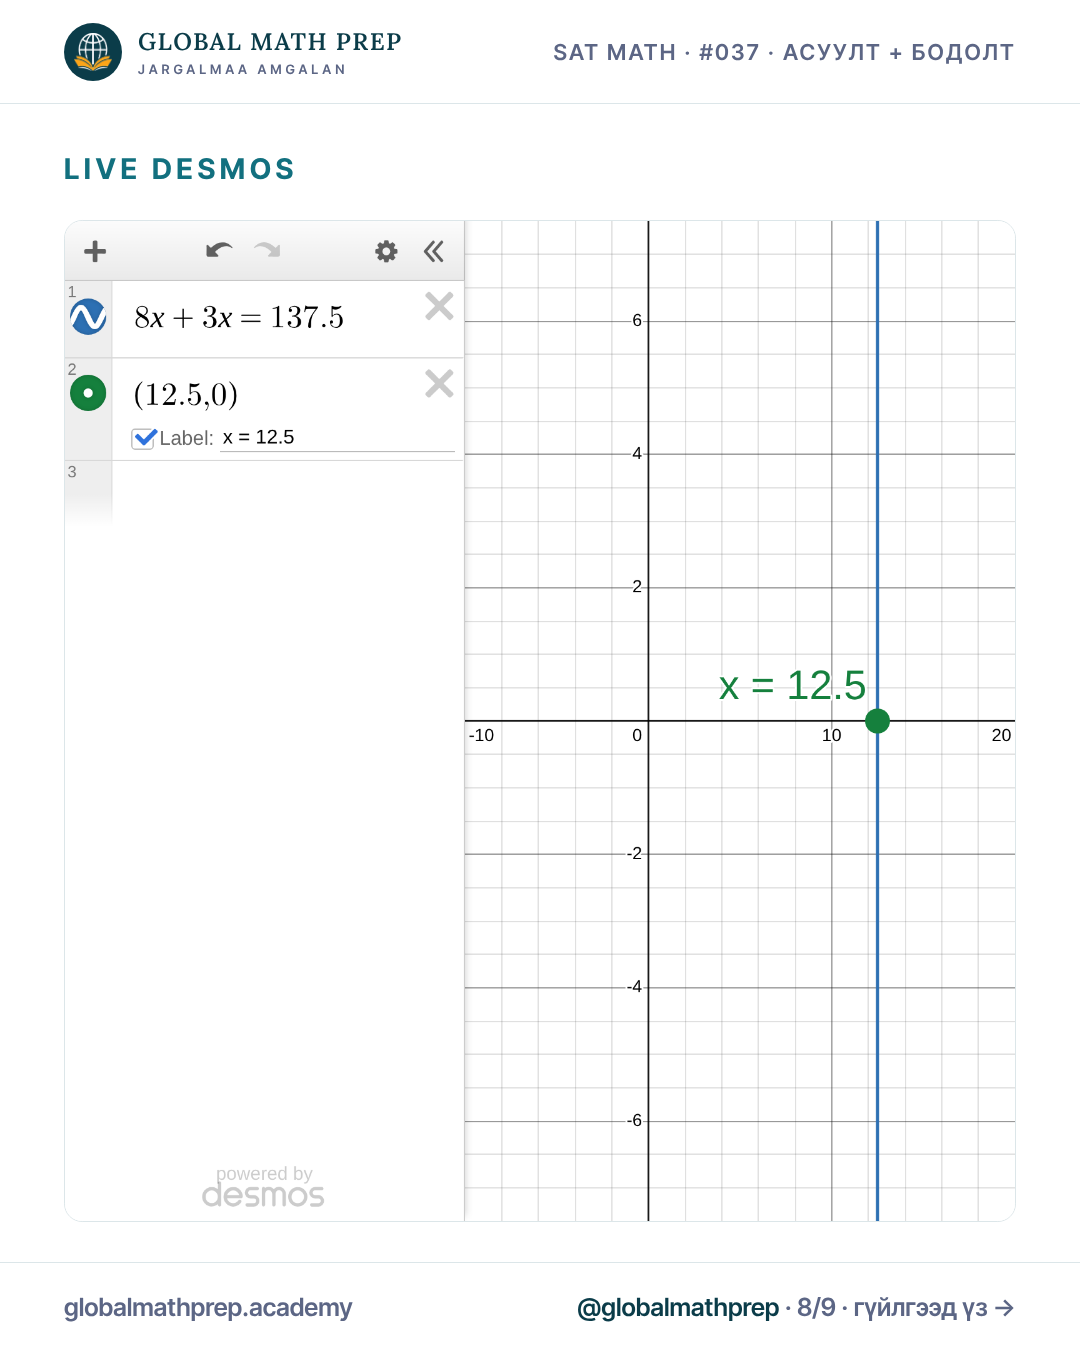 GLOBAL MATH PREP
JARGALMAA AMGALAN
SAT MATH · #037 · АСУУЛТ + БОДОЛТ
LIVE DESMOS
1
8x + 3x = 137.5
2
(12.5,0)
Label: x = 12.5
3
powered by
desmos
6
4
2
x = 12.5
-10 0 10 20
-2
-4
-6
globalmathprep.academy
@globalmathprep · 8/9 · гүйлгээд үз →